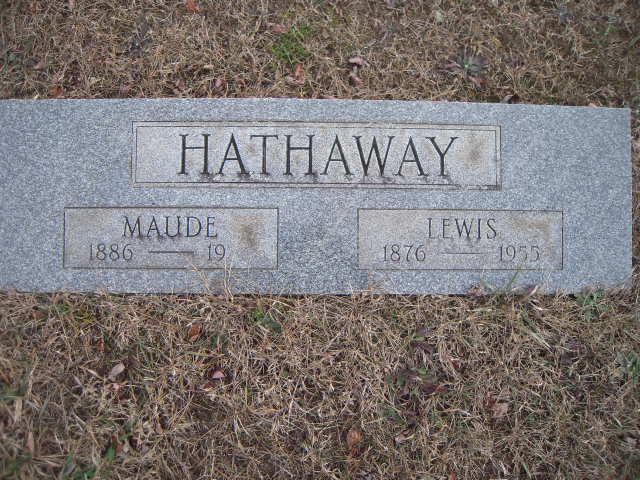 HATHAWAY
MAUDE
1886 — 19
LEWIS
1876 — 1955